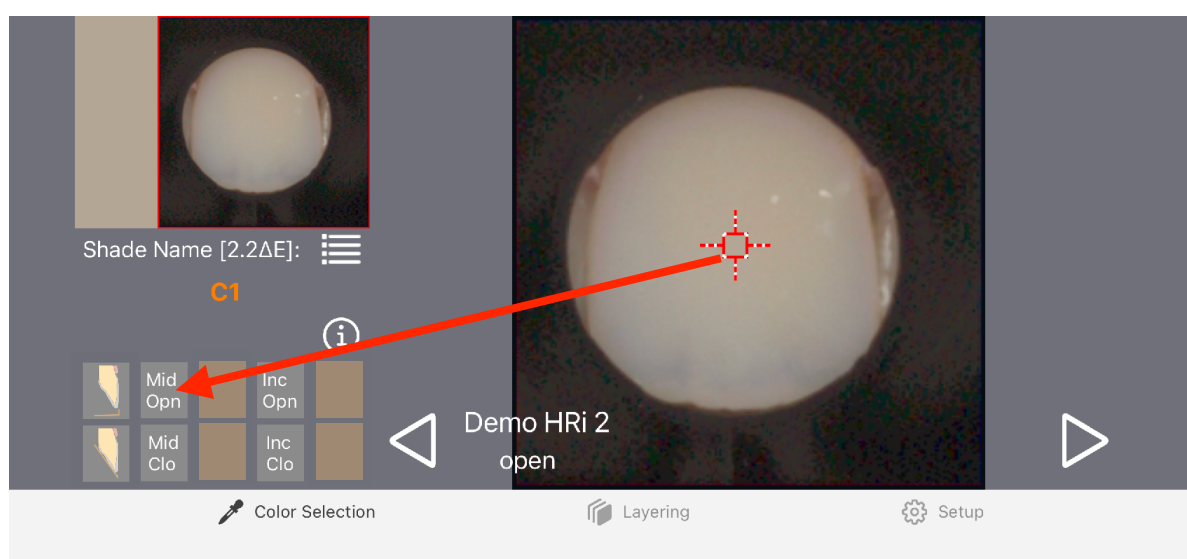 Shade Name [2.2ΔE]:
C1
Mid
Opn
Inc
Opn
Mid
Clo
Inc
Clo
Demo HRi 2
open
Color Selection
Layering
Setup